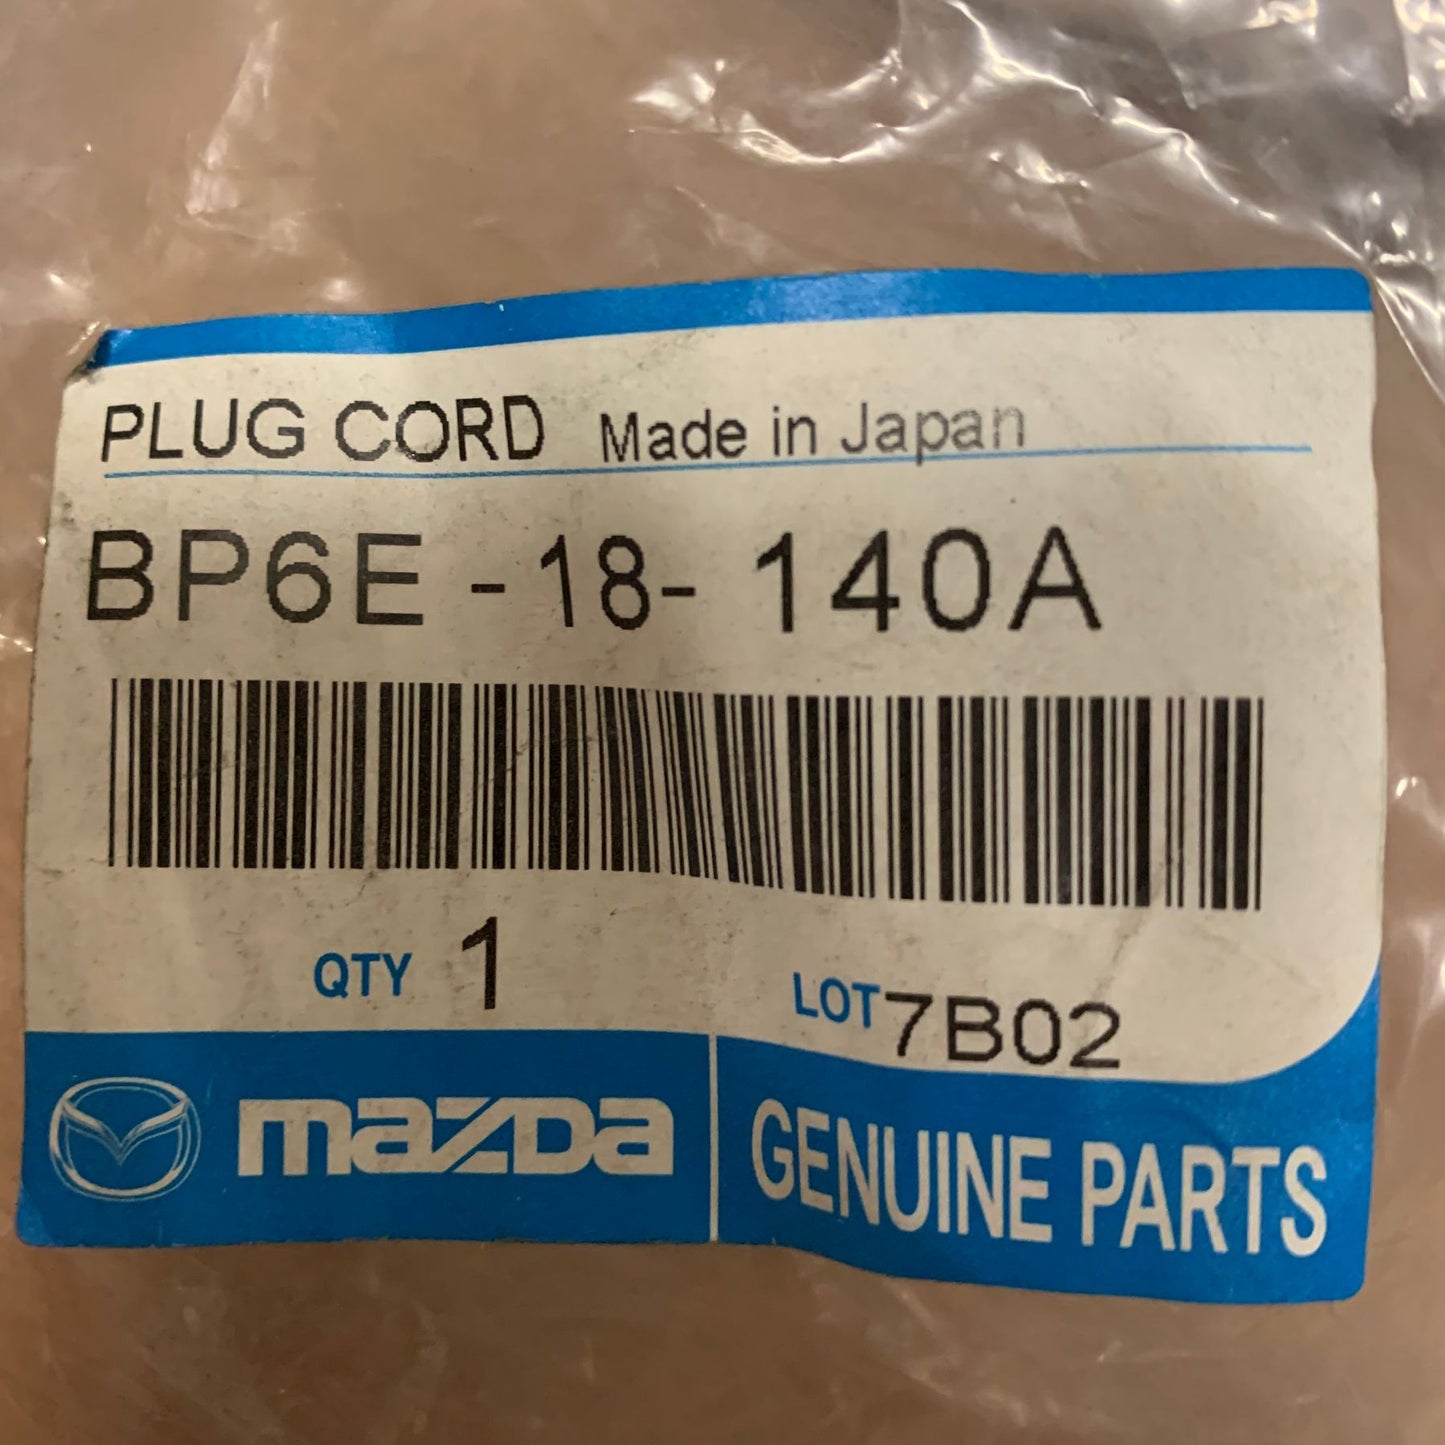 PLUG CORD Made in Japan
BP6E-18-140A
QTY 1 LOT 7B02
mazda GENUINE PARTS